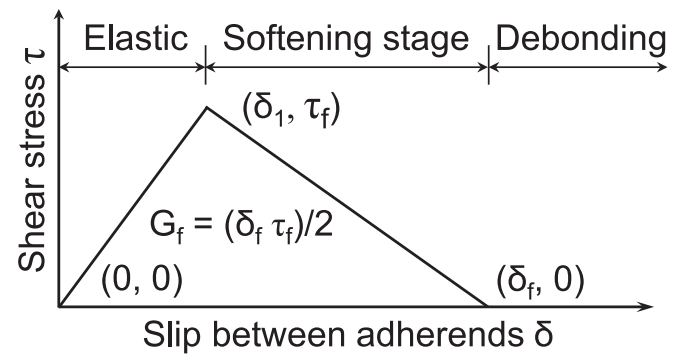 Elastic Softening stage Debonding
Shear stress τ
(δ₁, τf)
Gf = (δf τf)/2
(0, 0)
(δf, 0)
Slip between adherends δ